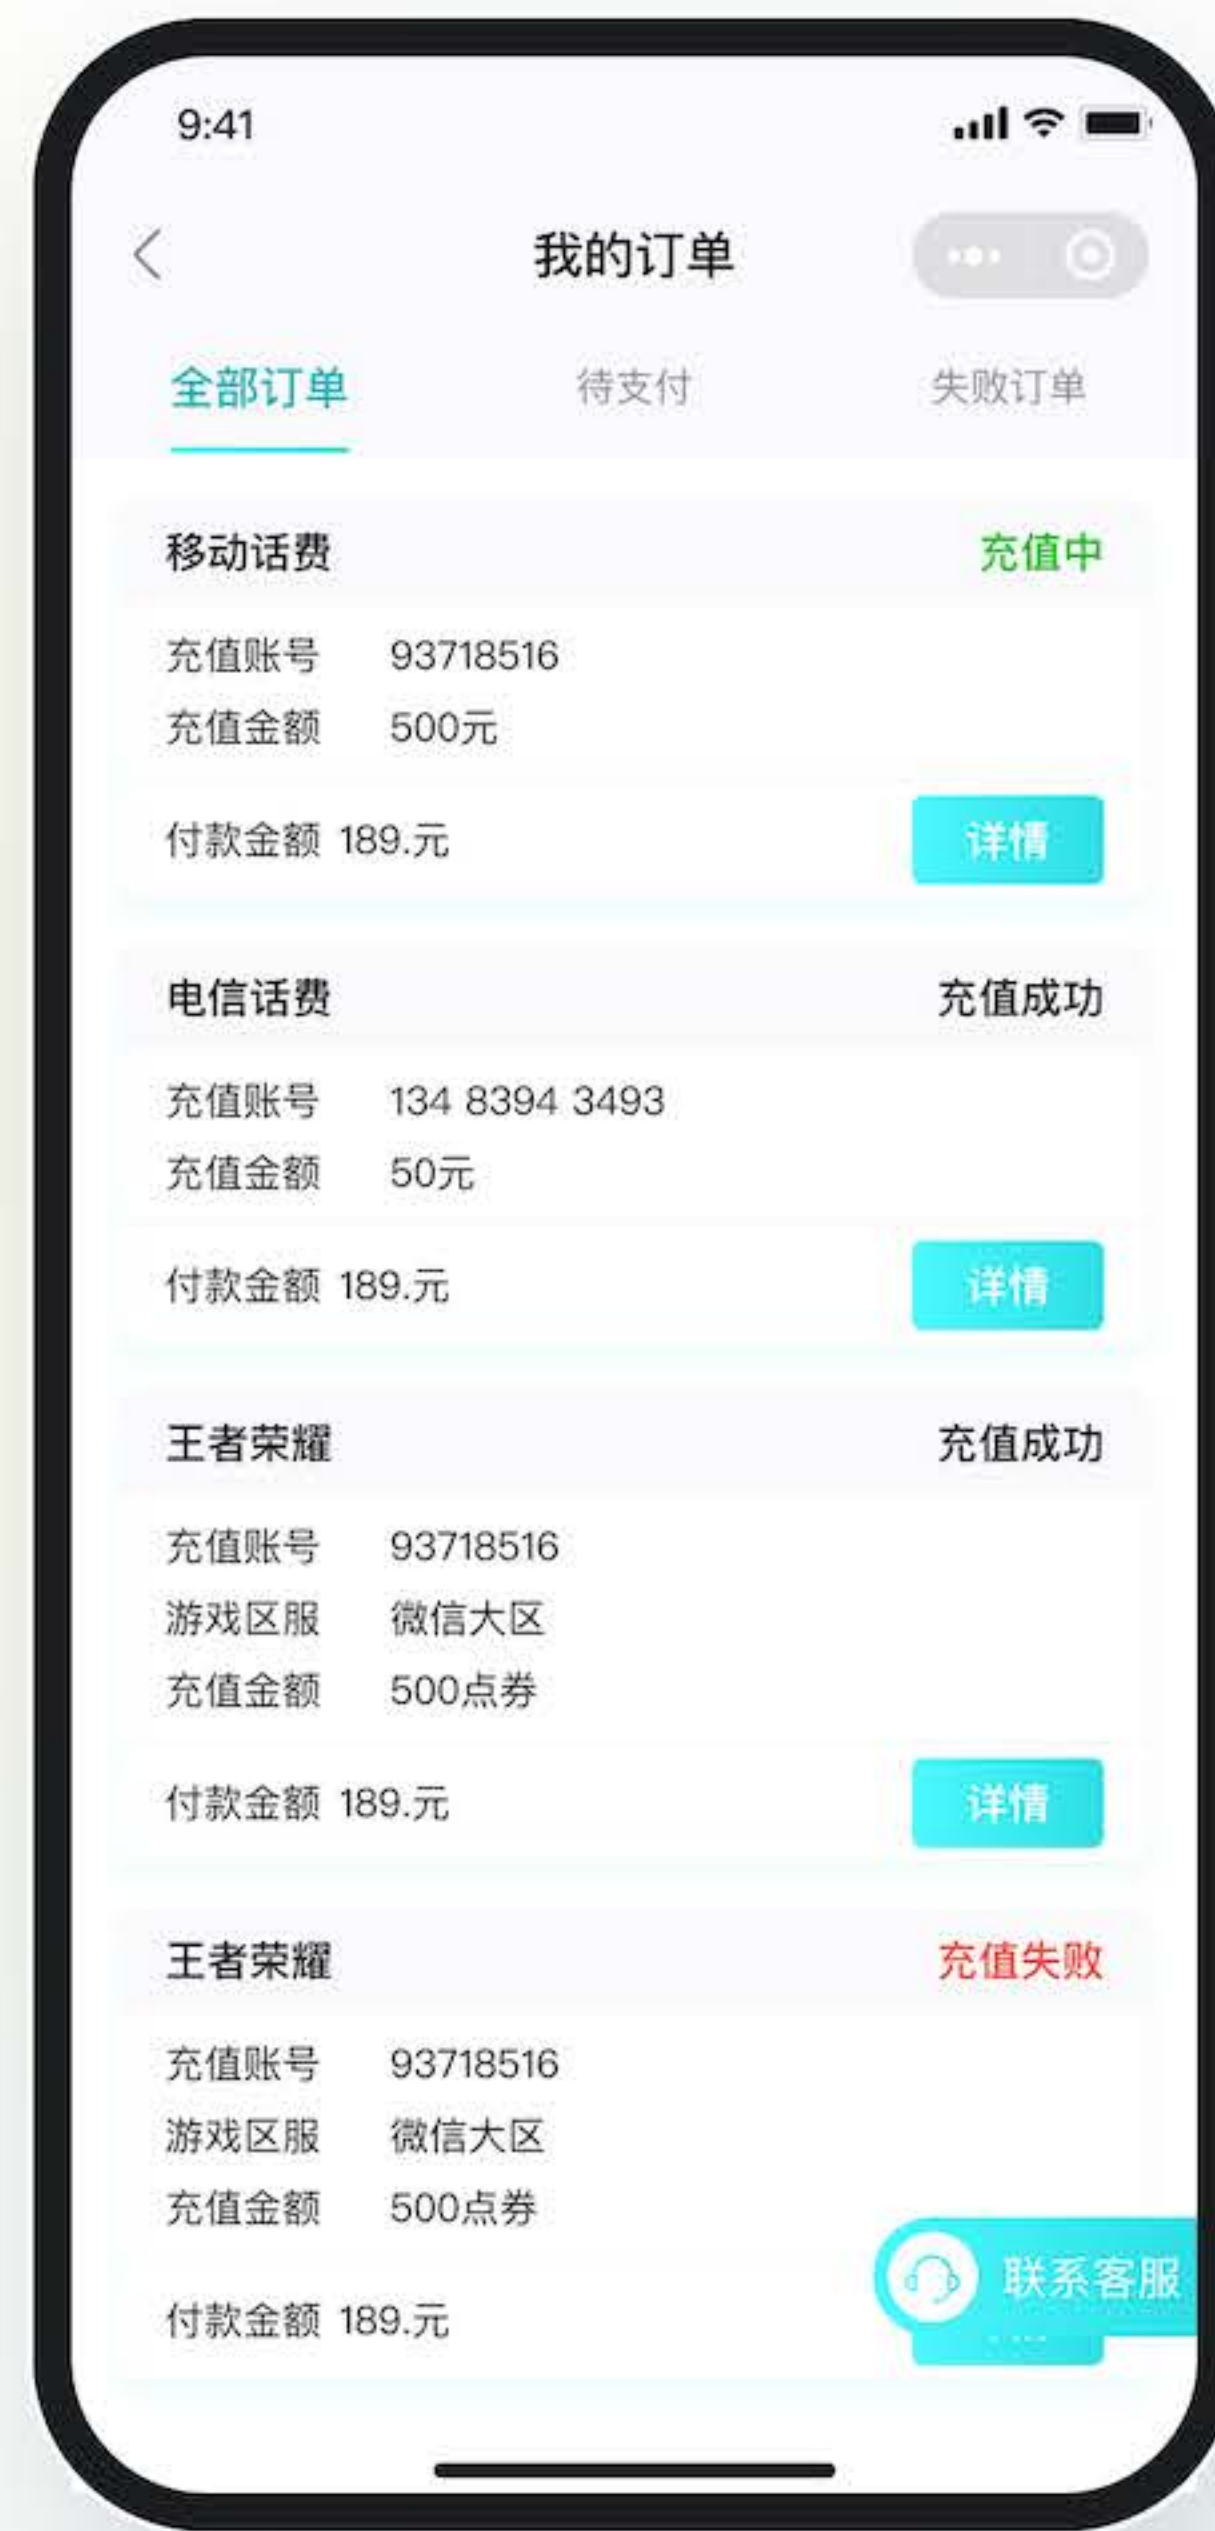 9:41
我的订单
全部订单 待支付 失败订单
移动话费 充值中
充值账号 93718516
充值金额 500元
付款金额 189.元 详情
电信话费 充值成功
充值账号 134 8394 3493
充值金额 50元
付款金额 189.元 详情
王者荣耀 充值成功
充值账号 93718516
游戏区服 微信大区
充值金额 500点券
付款金额 189.元 详情
王者荣耀 充值失败
充值账号 93718516
游戏区服 微信大区
充值金额 500点券
联系客服
付款金额 189.元